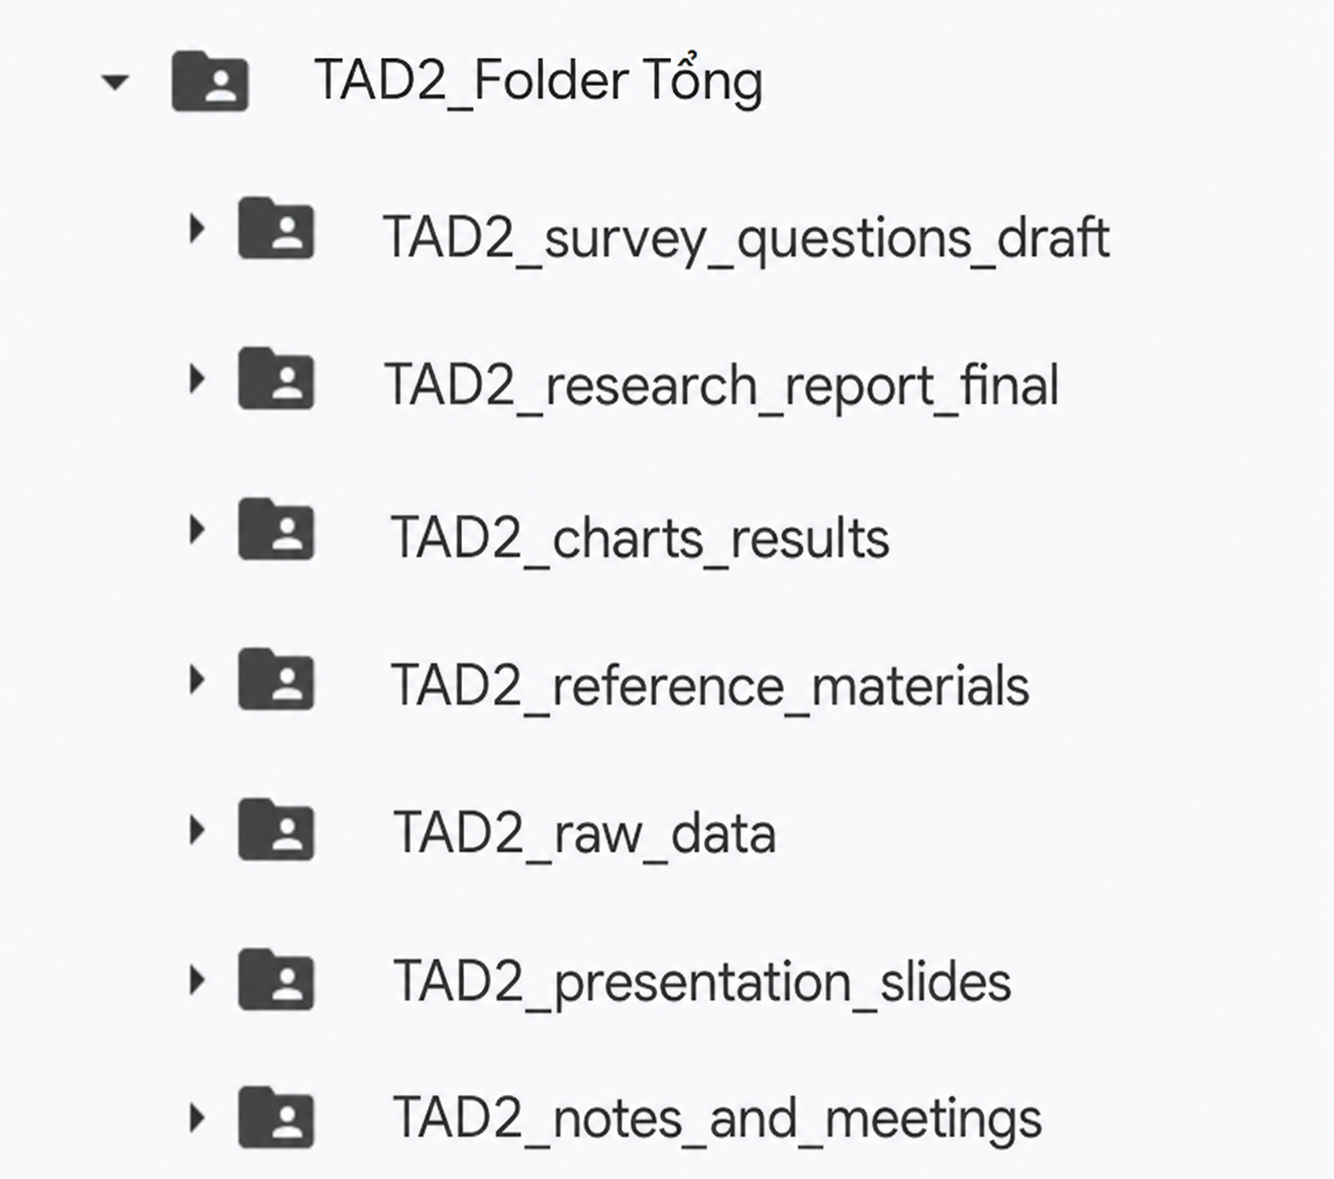 TAD2_Folder Tổng
TAD2_survey_questions_draft
TAD2_research_report_final
TAD2_charts_results
TAD2_reference_materials
TAD2_raw_data
TAD2_presentation_slides
TAD2_notes_and_meetings